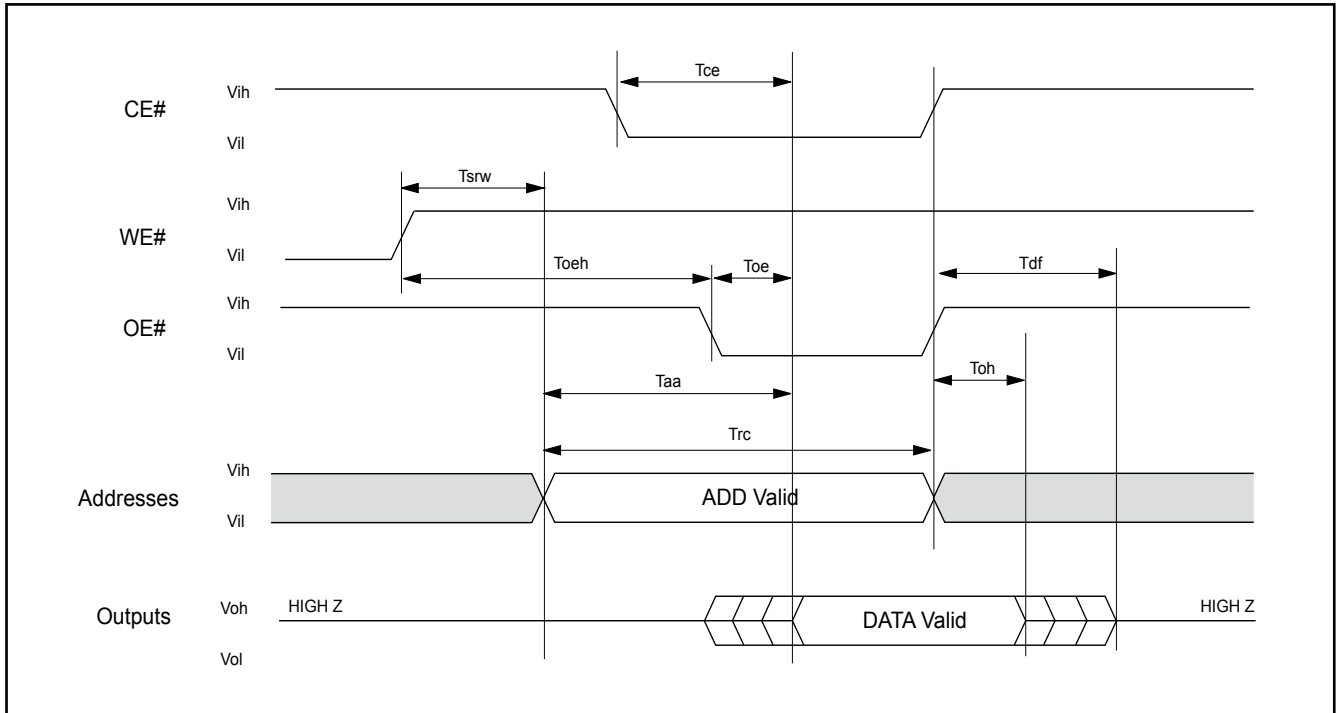 Tce
CE#
Vih
Vil
Tsrw
WE#
Vih
Vil
Toeh
Toe
Tdf
OE#
Vih
Vil
Toh
Taa
Trc
Addresses
Vih
Vil
ADD Valid
Outputs
Voh
Vol
HIGH Z
DATA Valid
HIGH Z